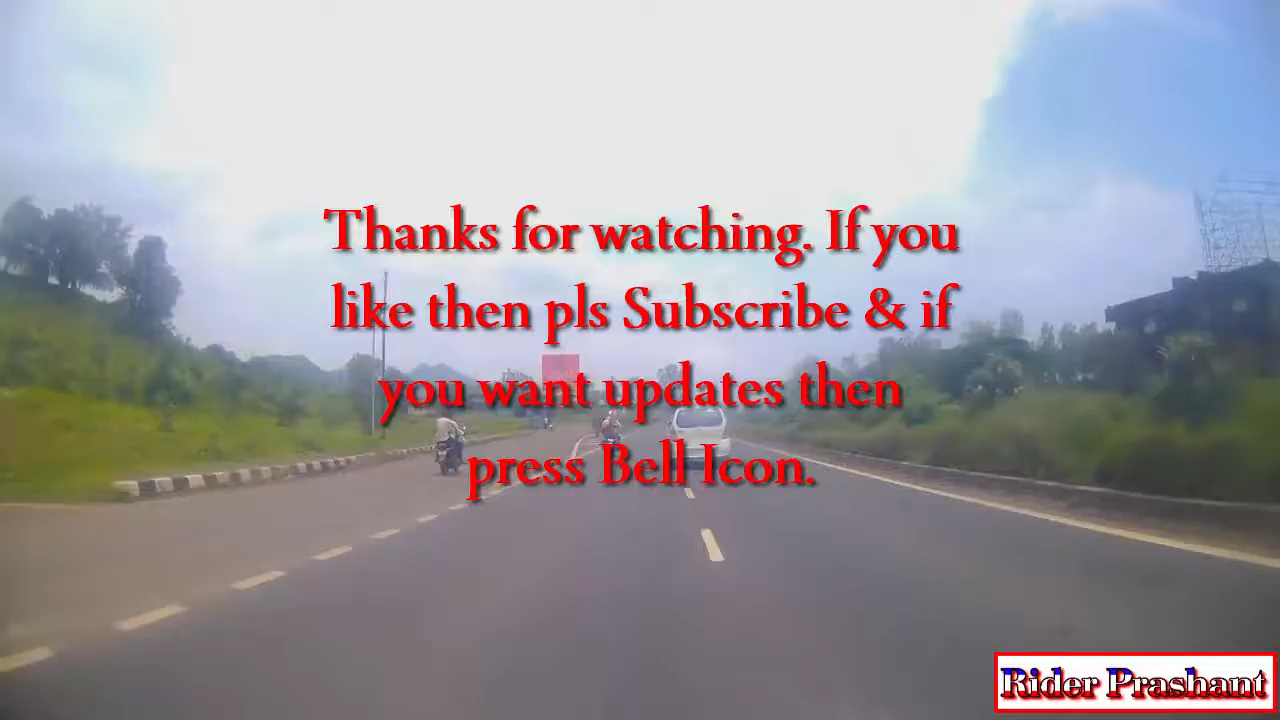 Thanks for watching. If you
like then pls Subscribe & if
you want updates then
press Bell Icon.
Rider Prashant